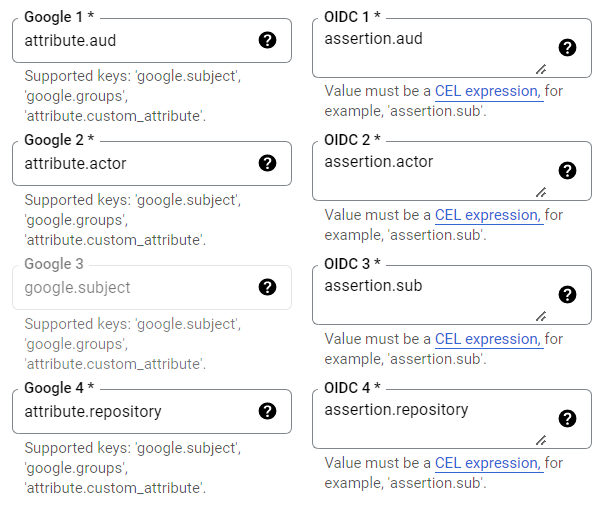 Google 1 *
attribute.aud
Supported keys: 'google.subject',
'google.groups',
'attribute.custom_attribute'.
OIDC 1 *
assertion.aud
Value must be a CEL expression, for
example, 'assertion.sub'.
Google 2 *
attribute.actor
Supported keys: 'google.subject',
'google.groups',
'attribute.custom_attribute'.
OIDC 2 *
assertion.actor
Value must be a CEL expression, for
example, 'assertion.sub'.
Google 3
google.subject
Supported keys: 'google.subject',
'google.groups',
'attribute.custom_attribute'.
OIDC 3 *
assertion.sub
Value must be a CEL expression, for
example, 'assertion.sub'.
Google 4 *
attribute.repository
Supported keys: 'google.subject',
'google.groups',
'attribute.custom_attribute'.
OIDC 4 *
assertion.repository
Value must be a CEL expression, for
example, 'assertion.sub'.